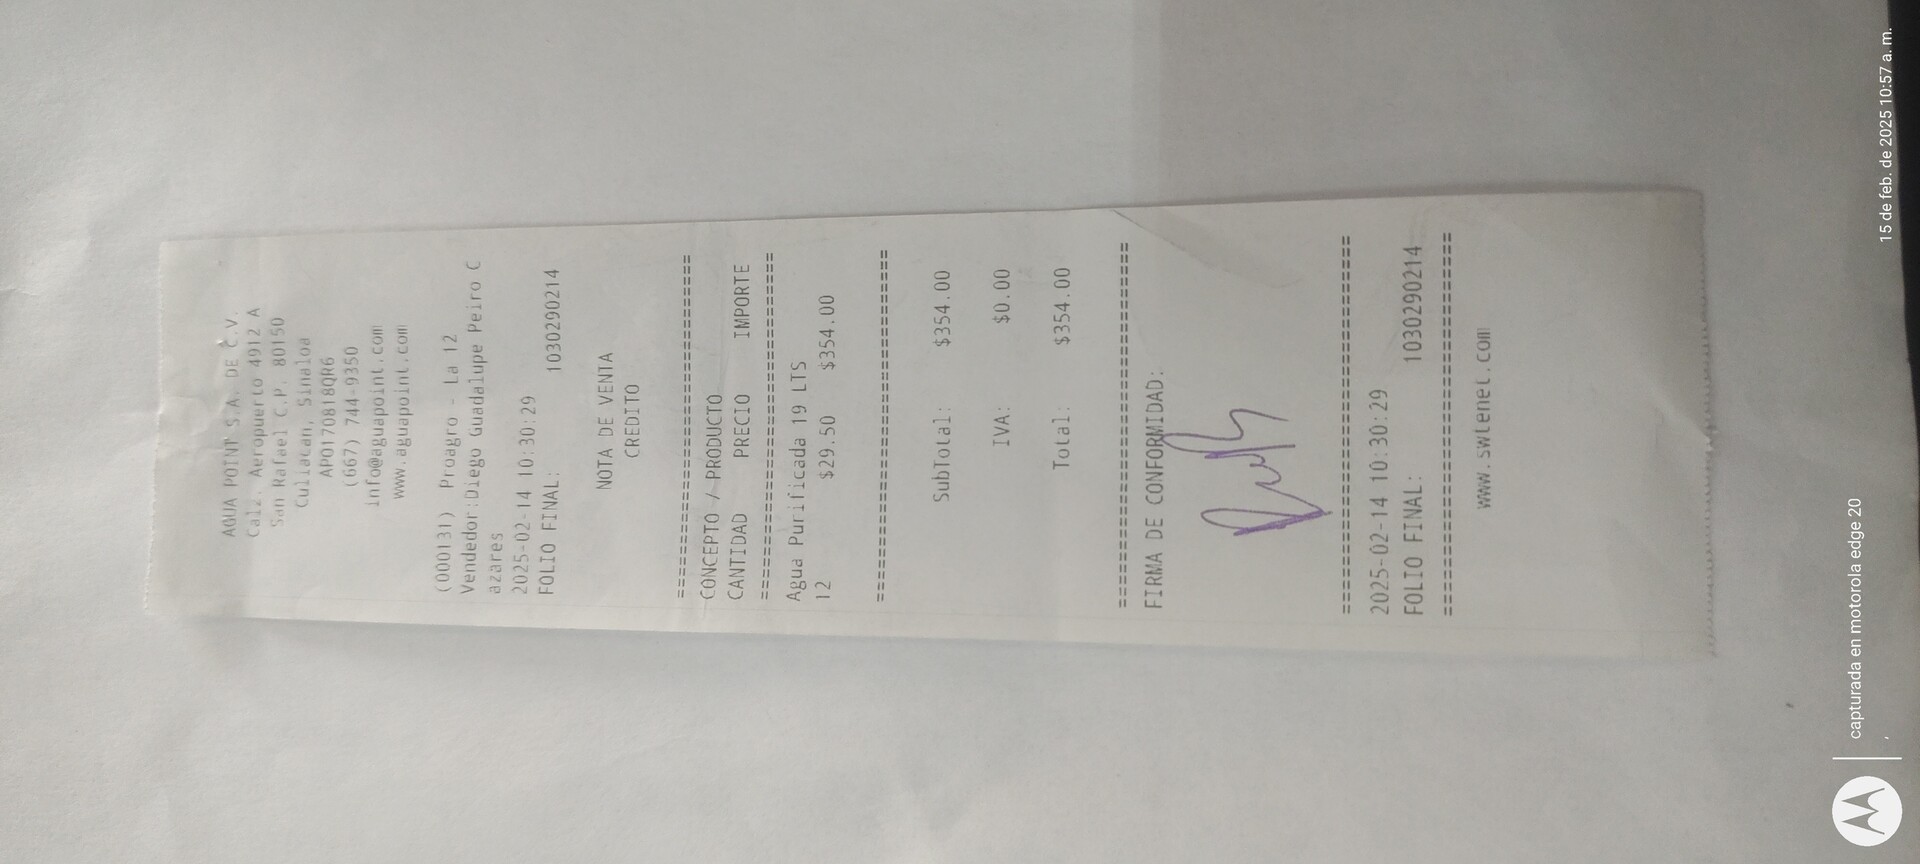 AGUA POINT S.A. DE C.V.
Calz. Aeropuerto 4912 A
San Rafael C.P. 80150
Culiacan, Sinaloa
APO170818QR6
(667) 744-9350
info@aguapoint.com
www.aguapoint.com
(000131) Proagro - La 12
Vendedor:Diego Guadalupe Peiro C
azares
2025-02-14 10:30:29
FOLIO FINAL: 1030290214
NOTA DE VENTA
CREDITO
================================
CONCEPTO / PRODUCTO
CANTIDAD PRECIO IMPORTE
================================
Agua Purificada 19 LTS
12 $29.50 $354.00
================================
SubTotal: $354.00
IVA: $0.00
Total: $354.00
================================
FIRMA DE CONFORMIDAD:
================================
2025-02-14 10:30:29
FOLIO FINAL: 1030290214
================================
www.swtenet.com
capturada en motorola edge 20
15 de feb. de 2025 10:57 a. m.